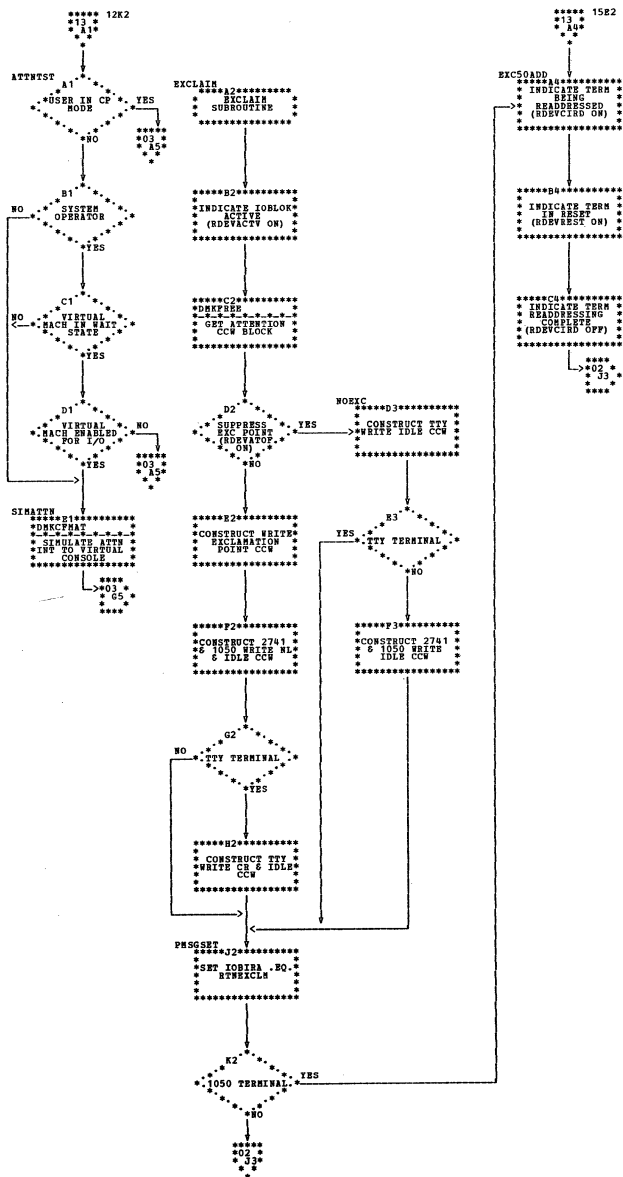 13 A1
12K2
ATTNTST
A1
USER IN CP
MODE
YES
03 A5
NO
B1
SYSTEM
OPERATOR
NO
YES
C1
VIRTUAL
MACH IN WAIT
STATE
NO
YES
D1
VIRTUAL
MACH ENABLED
FOR I/O
NO
03 A5
YES
SIMATTN
E1
DMKCFMAT
SIMULATE ATTN
INT TO VIRTUAL
CONSOLE
03 G5
EXCLAIM
A2
EXCLAIM
SUBROUTINE
B2
INDICATE IOBLOK
ACTIVE
(RDEVACTV ON)
C2
DMKFREE
GET ATTENTION
CCW BLOCK
D2
SUPPRESS
EXC POINT
(RDEVATOF
ON)
YES
NO
E2
CONSTRUCT WRITE
EXCLAMATION
POINT CCW
F2
CONSTRUCT 2741
& 1050 WRITE NL
& IDLE CCW
G2
TTY TERMINAL
NO
YES
H2
CONSTRUCT TTY
WRITE CR & IDLE
CCW
PMSGSET
J2
SET IOBIRA .EQ.
RTNEXCLM
K2
1050 TERMINAL
YES
NO
02 J3
NOEXC
D3
CONSTRUCT TTY
WRITE IDLE CCW
E3
TTY TERMINAL
YES
NO
F3
CONSTRUCT 2741
& 1050 WRITE
IDLE CCW
13 A4
15E2
EXC50ADD
A4
INDICATE TERM
BEING
READDRESSED
(RDEVCIRD ON)
B4
INDICATE TERM
IN RESET
(RDEVREST ON)
C4
INDICATE TERM
READDRESSING
COMPLETE
(RDEVCIRD OFF)
02 J3